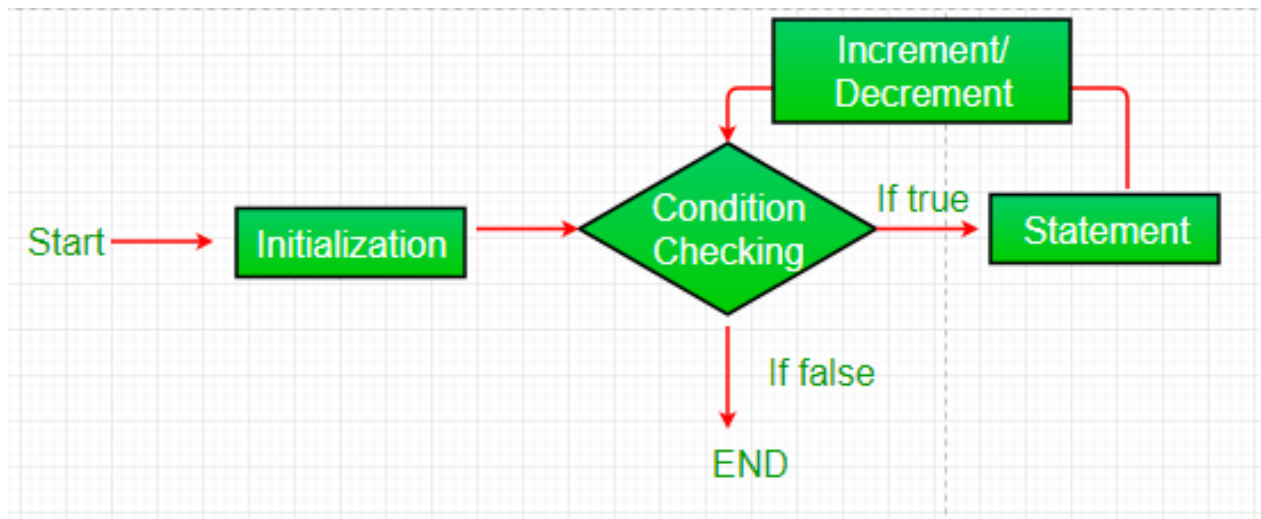 Start
Initialization
Condition
Checking
If true
Statement
Increment/
Decrement
If false
END